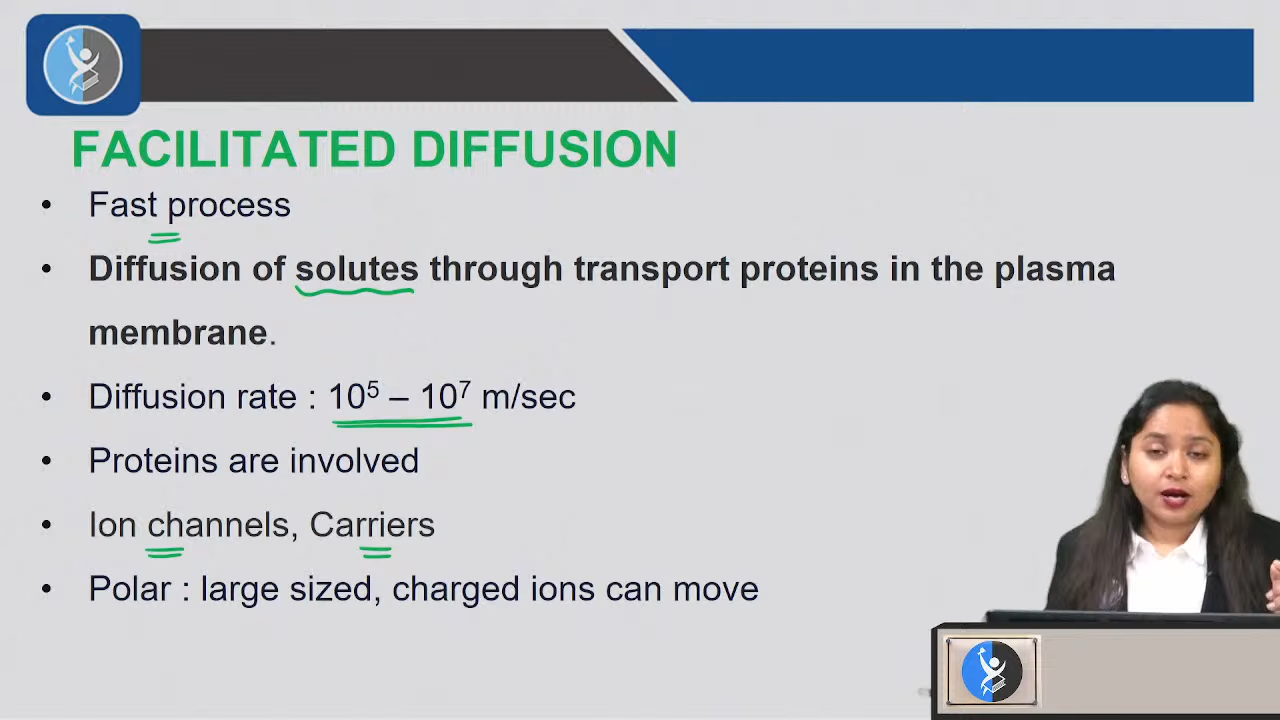 FACILITATED DIFFUSION
• Fast process
• Diffusion of solutes through transport proteins in the plasma
membrane.
• Diffusion rate : 10⁵ – 10⁷ m/sec
• Proteins are involved
• Ion channels, Carriers
• Polar : large sized, charged ions can move